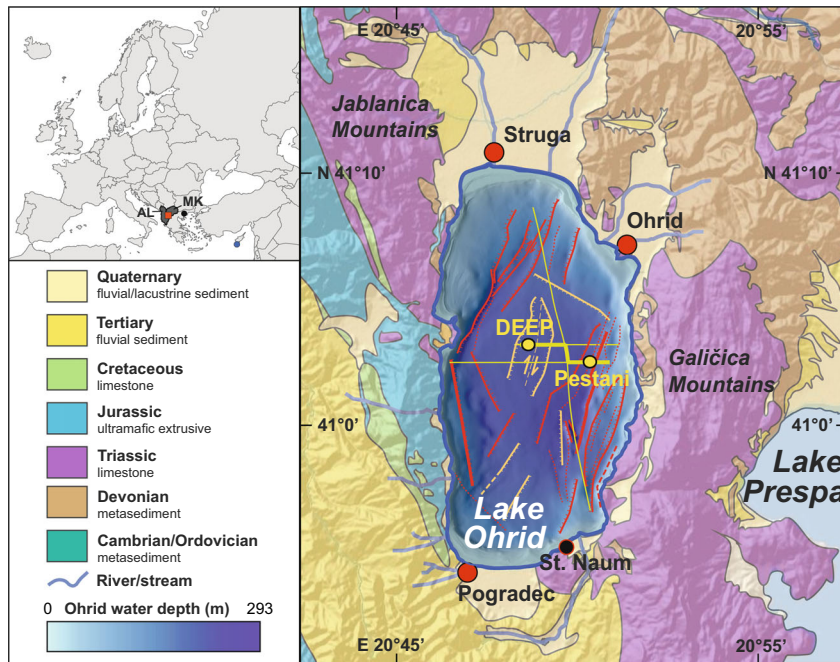 AL
MK
Quaternary
fluvial/lacustrine sediment
Tertiary
fluvial sediment
Cretaceous
limestone
Jurassic
ultramafic extrusive
Triassic
limestone
Devonian
metasediment
Cambrian/Ordovician
metasediment
River/stream
0 Ohrid water depth (m) 293
E 20°45'
20°55'
Jablanica
Mountains
Struga
N 41°10'
N 41°10'
Ohrid
DEEP
Pestani
Galičica
Mountains
41°0’
41°0’
Lake
Prespa
Lake
Ohrid
St. Naum
Pogradec
E 20°45’
20°55’